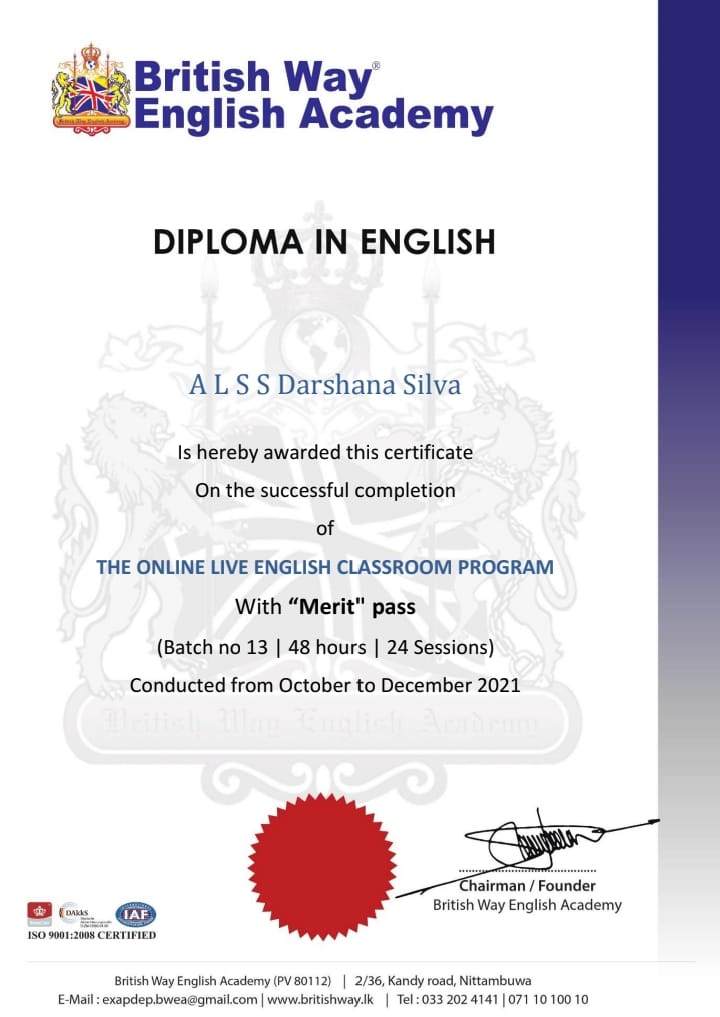 British Way®
English Academy
British Way English Academy
DIPLOMA IN ENGLISH
A L S S Darshana Silva
Is hereby awarded this certificate
On the successful completion
of
THE ONLINE LIVE ENGLISH CLASSROOM PROGRAM
With “Merit" pass
(Batch no 13 | 48 hours | 24 Sessions)
Conducted from October to December 2021
British Way English Academy
Chairman / Founder
British Way English Academy
DAkkS
IAF
ISO 9001:2008 CERTIFIED
British Way English Academy (PV 80112) | 2/36, Kandy road, Nittambuwa
E-Mail : exapdep.bwea@gmail.com | www.britishway.lk | Tel : 033 202 4141 | 071 10 100 10